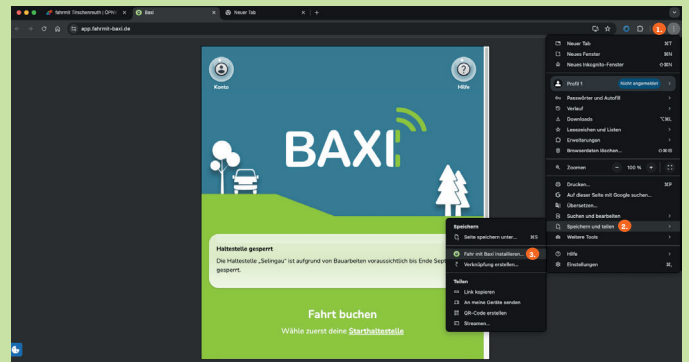 fahrmit Tirschenreuth | OPNV
Baxi
Neuer Tab
app.fahrmit-baxi.de
1.
Konto
Hilfe
BAXI
Haltestelle gesperrt
Die Haltestelle „Selingau" ist aufgrund von Bauarbeiten voraussichtlich bis Ende Sept
gesperrt.
Fahrt buchen
Wähle zuerst deine Starthaltestelle
Neuer Tab ⌘T
Neues Fenster ⌘N
Neues Inkognito-Fenster ⇧⌘N
Profil 1 Nicht angemeldet
Passwörter und Autofill
Verlauf
Downloads ⌥⌘L
Lesezeichen und Listen
Erweiterungen
Browserdaten löschen... ⇧⌘⌫
Zoomen − 100 % +
Drucken... ⌘P
Auf dieser Seite mit Google suchen...
Übersetzen...
Suchen und bearbeiten
Speichern und teilen 2.
Weitere Tools
Hilfe
Einstellungen ⌘,
Speichern
Seite speichern unter... ⌘S
Fahr mit Baxi installieren... 3.
Verknüpfung erstellen...
Teilen
Link kopieren
An meine Geräte senden
QR-Code erstellen
Streamen...